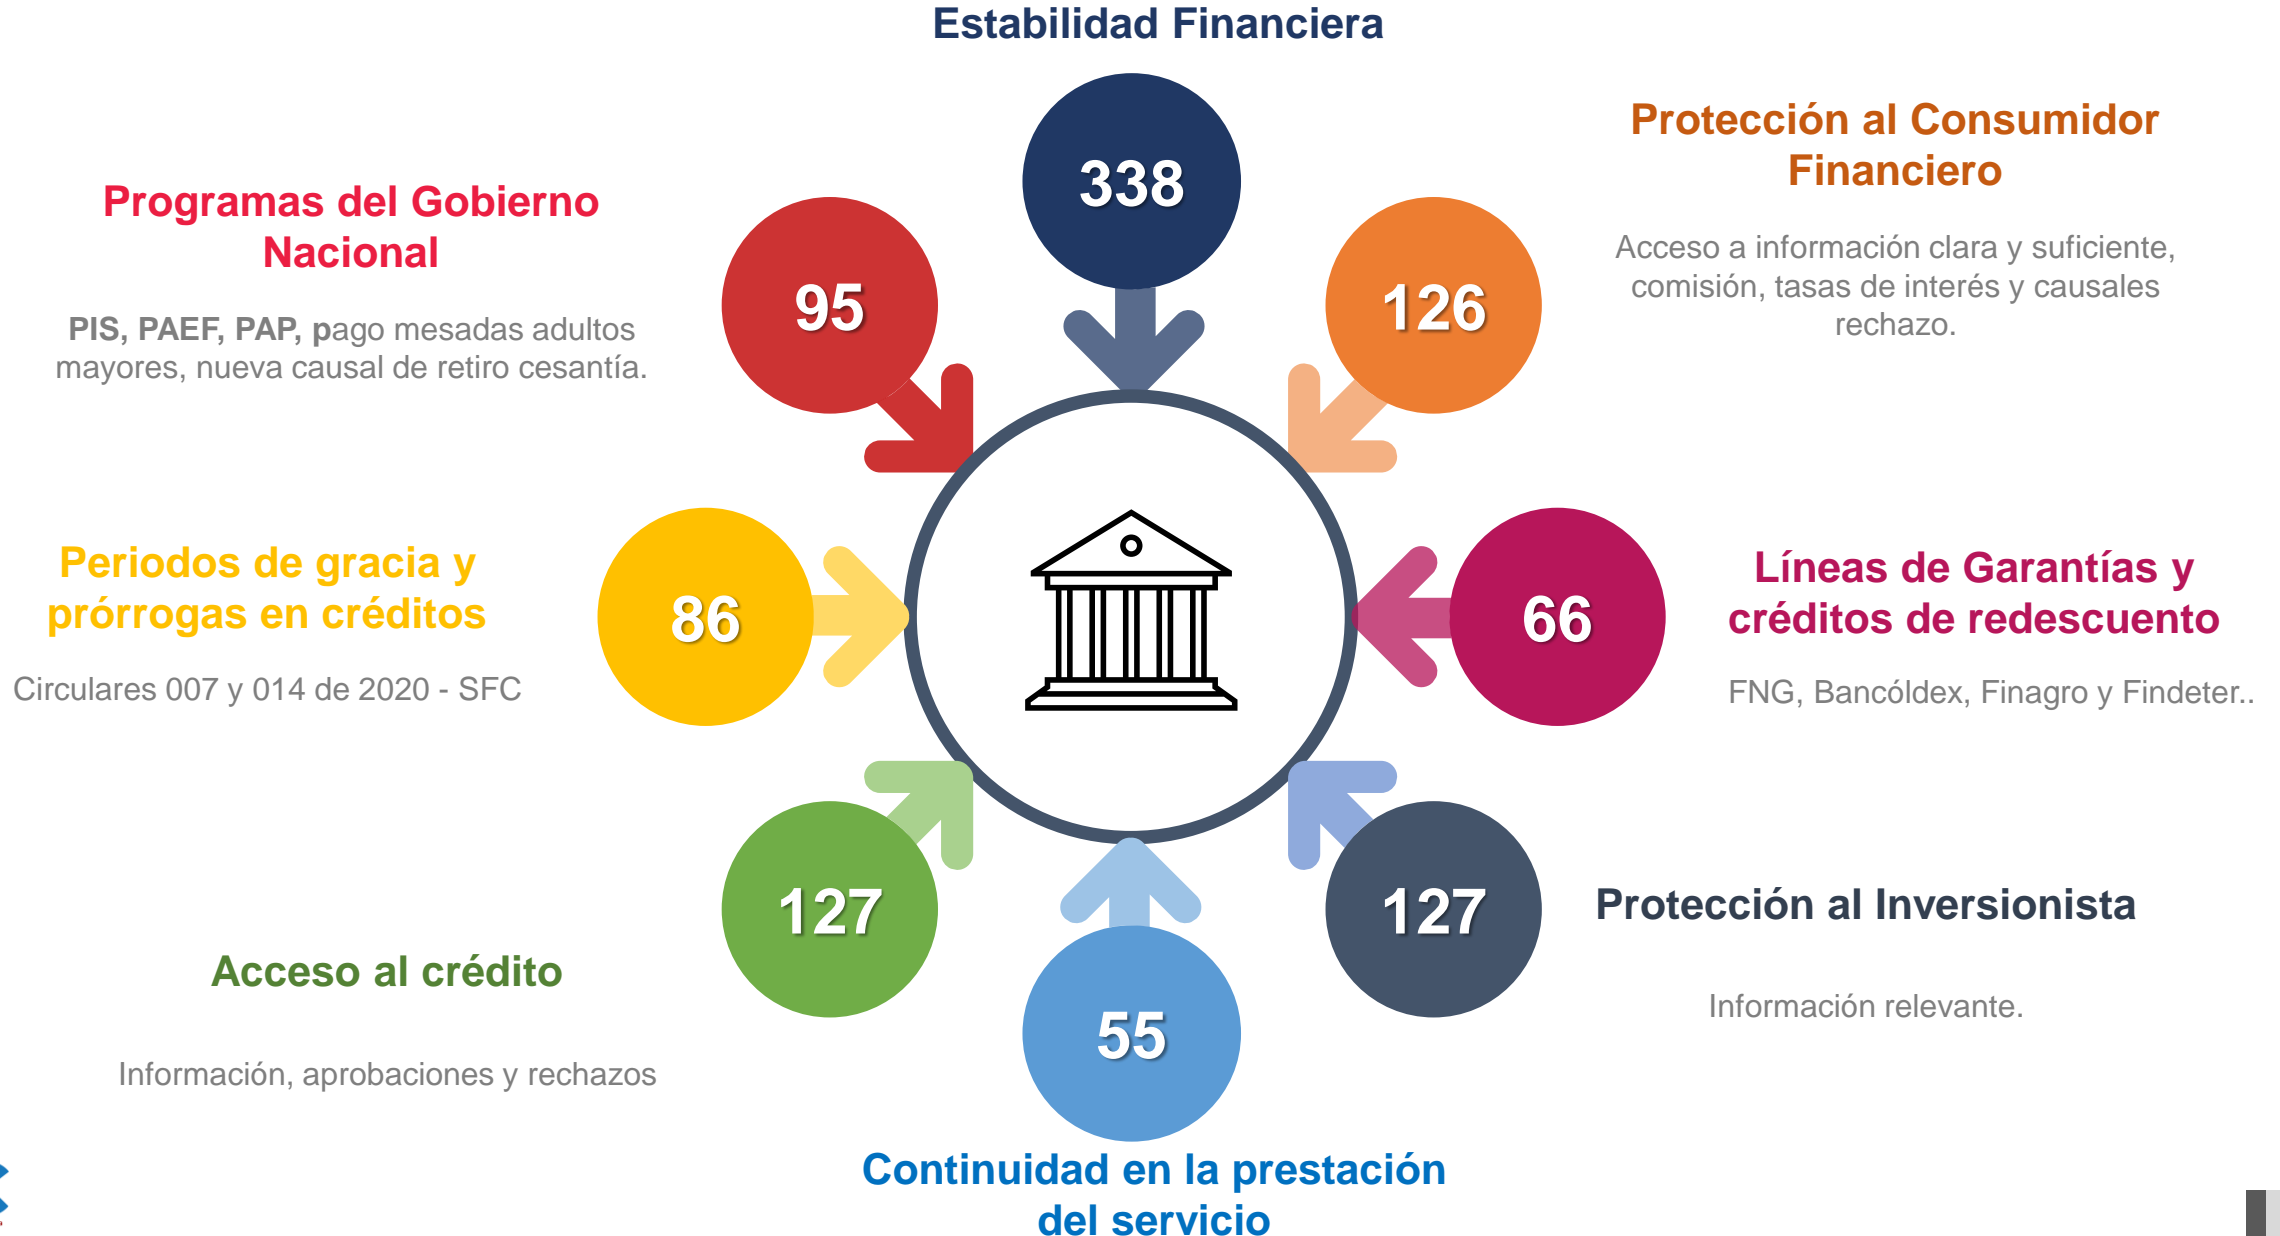 Estabilidad Financiera
338
Protección al Consumidor
Financiero
Acceso a información clara y suficiente,
comisión, tasas de interés y causales
rechazo.
126
Programas del Gobierno
Nacional
PIS, PAEF, PAP, pago mesadas adultos
mayores, nueva causal de retiro cesantía.
95
Periodos de gracia y
prórrogas en créditos
Circulares 007 y 014 de 2020 - SFC
86
66
Líneas de Garantías y
créditos de redescuento
FNG, Bancóldex, Finagro y Findeter..
127
Acceso al crédito
Información, aprobaciones y rechazos
127
Protección al Inversionista
Información relevante.
55
Continuidad en la prestación
del servicio